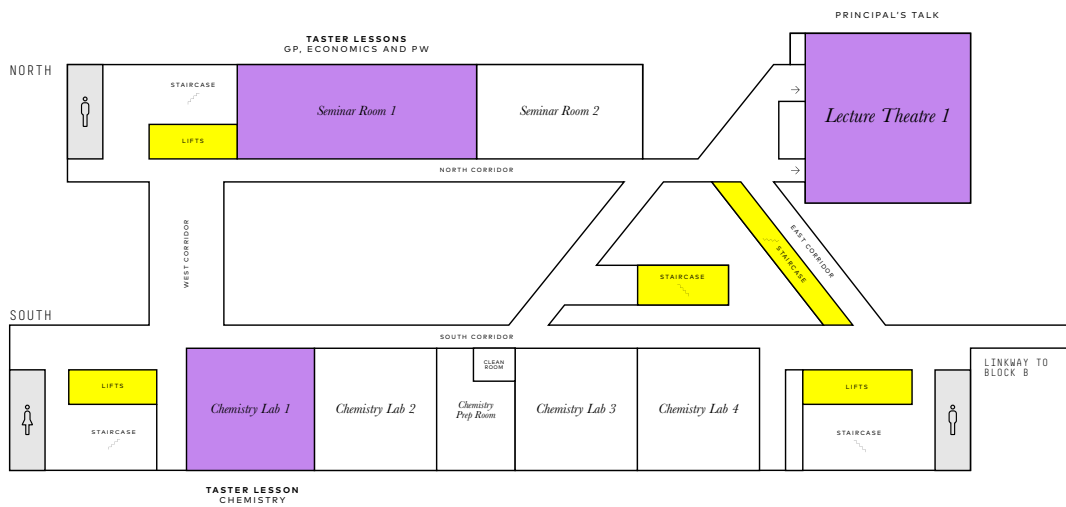 PRINCIPAL'S TALK
TASTER LESSONS
GP, ECONOMICS AND PW
NORTH
STAIRCASE
LIFTS
Seminar Room 1
Seminar Room 2
Lecture Theatre 1
NORTH CORRIDOR
WEST CORRIDOR
EAST CORRIDOR
STAIRCASE
STAIRCASE
SOUTH
SOUTH CORRIDOR
LINKWAY TO
BLOCK B
LIFTS
STAIRCASE
Chemistry Lab 1
Chemistry Lab 2
CLEAN
ROOM
Chemistry
Prep Room
Chemistry Lab 3
Chemistry Lab 4
LIFTS
STAIRCASE
TASTER LESSON
CHEMISTRY